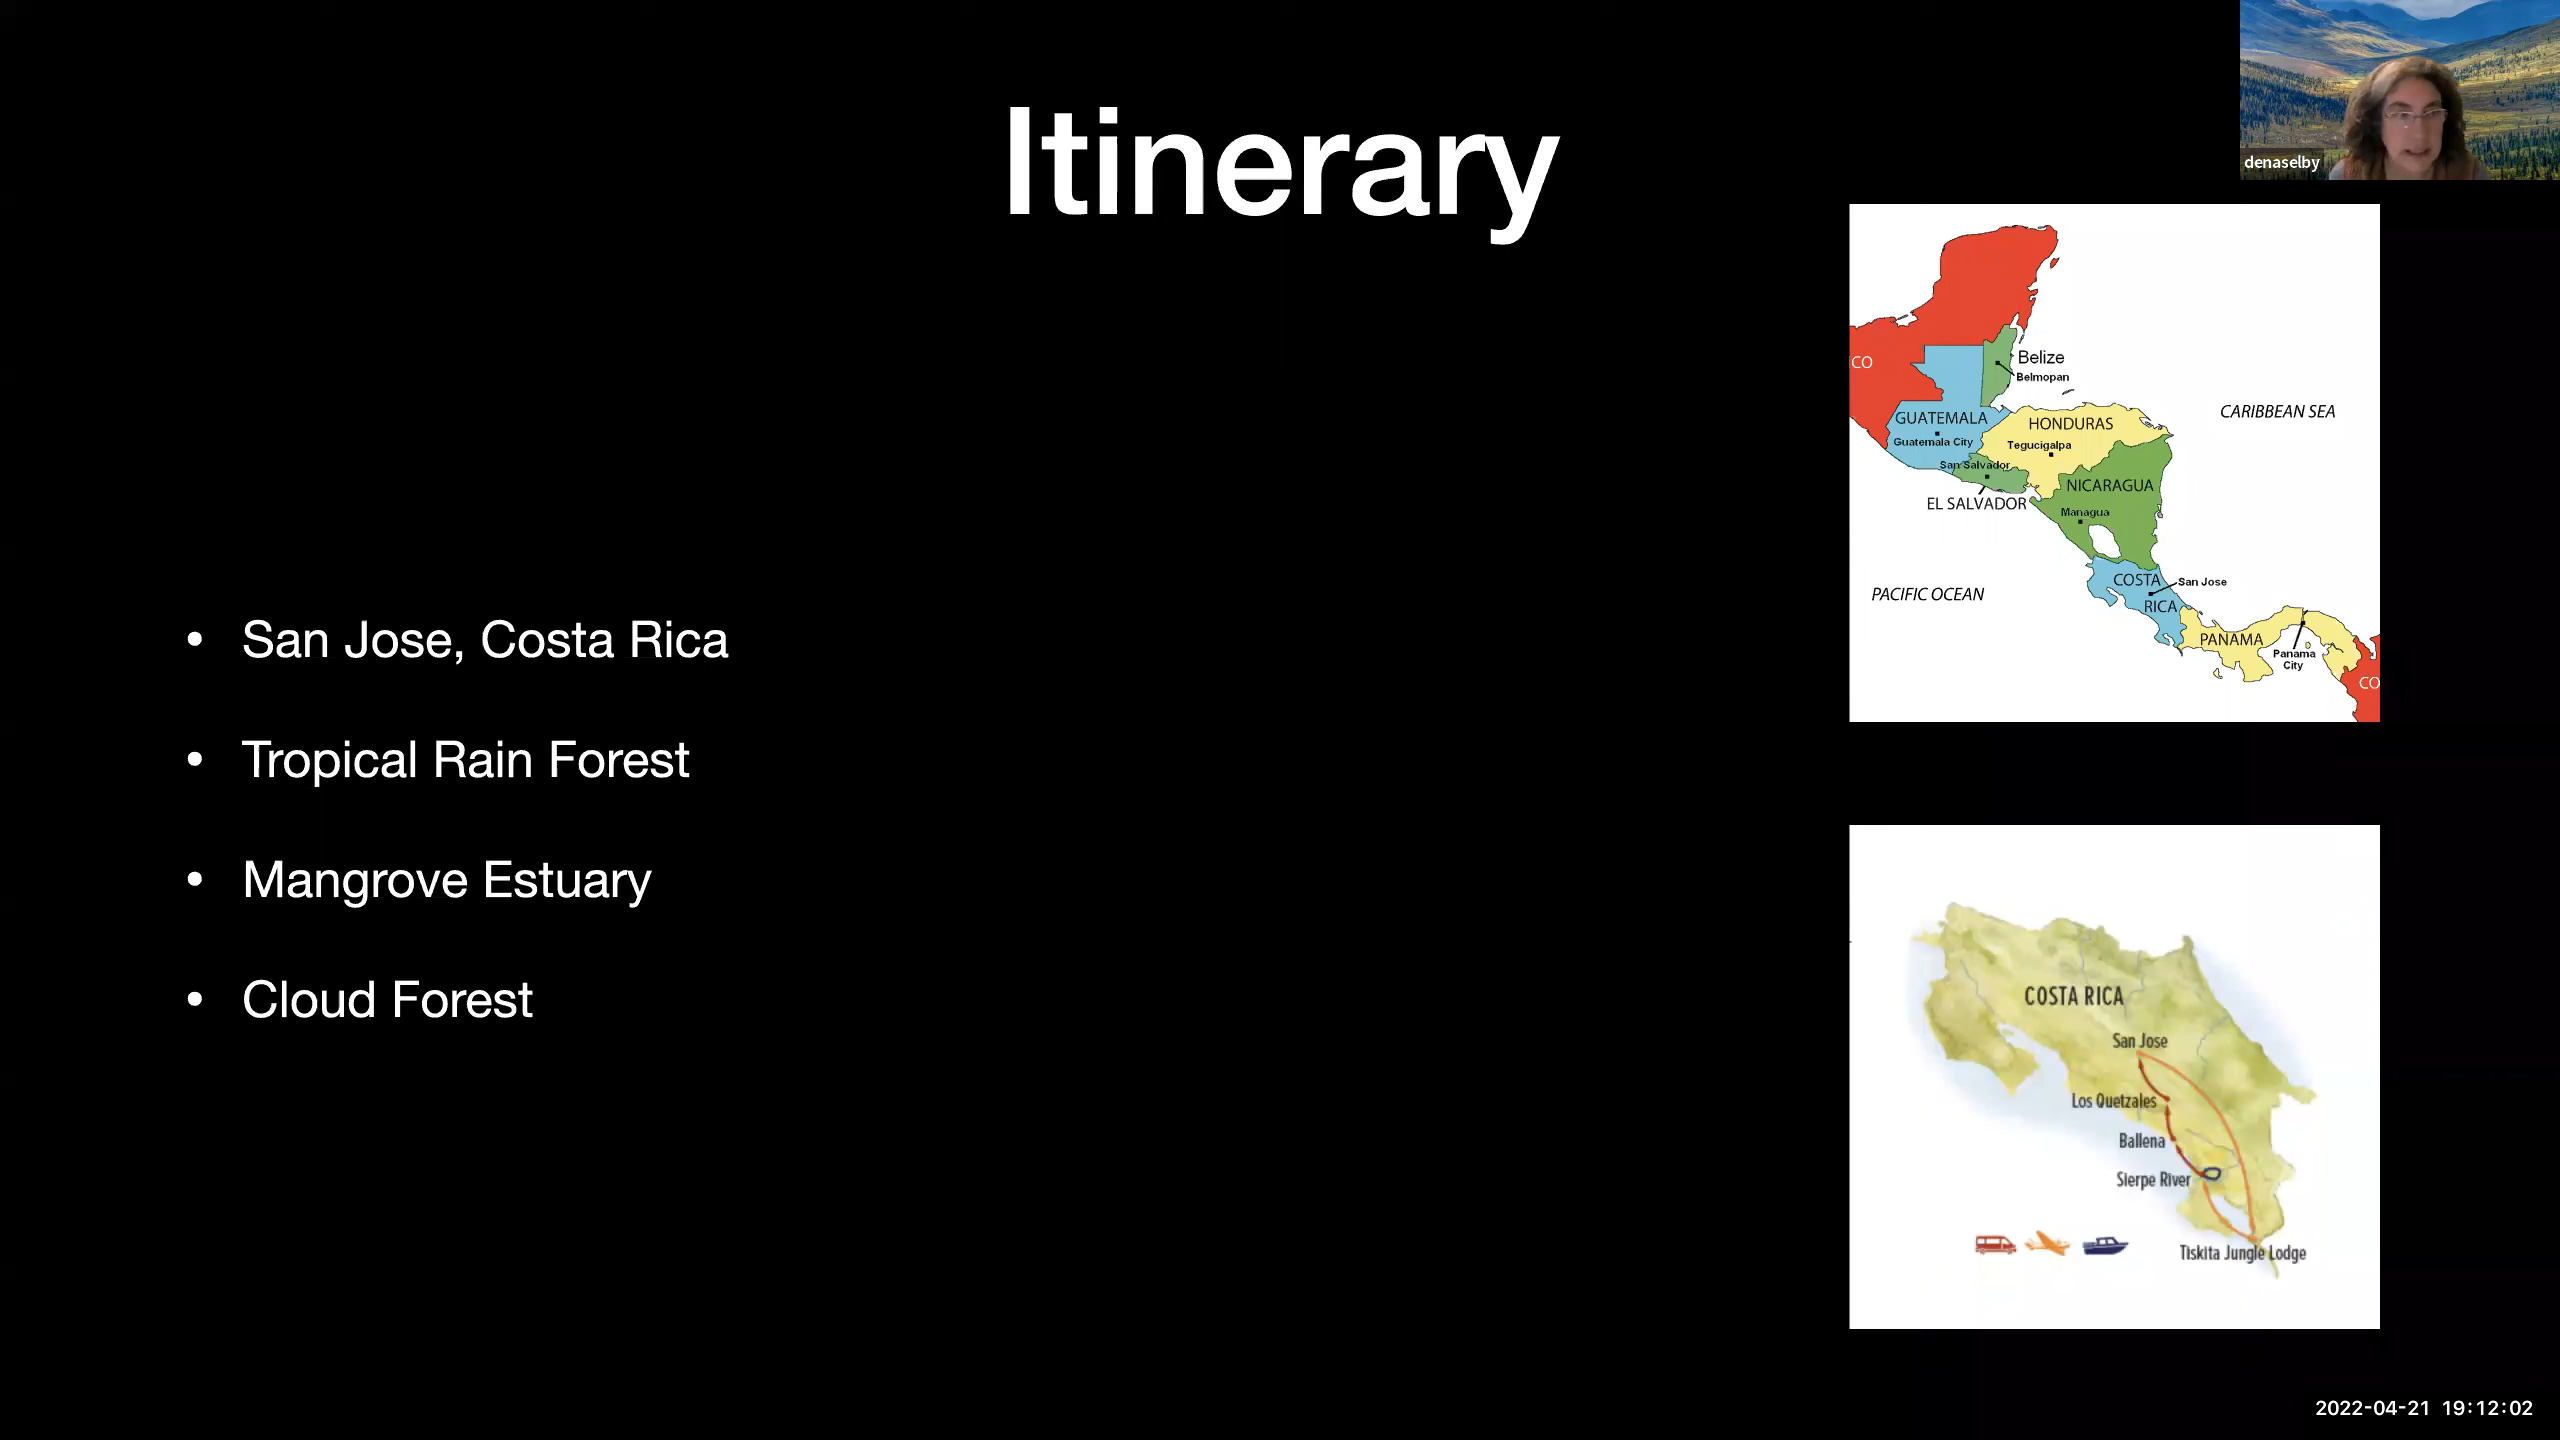 Itinerary
denaselby
• San Jose, Costa Rica
• Tropical Rain Forest
• Mangrove Estuary
• Cloud Forest
CO
Belize
Belmopan
GUATEMALA
Guatemala City
HONDURAS
Tegucigalpa
CARIBBEAN SEA
San Salvador
EL SALVADOR
NICARAGUA
Managua
PACIFIC OCEAN
COSTA
RICA
San Jose
PANAMA
Panama
City
CO
COSTA RICA
San Jose
Los Quetzales
Ballena
Sierpe River
Tiskita Jungle Lodge
2022-04-21 19:12:02